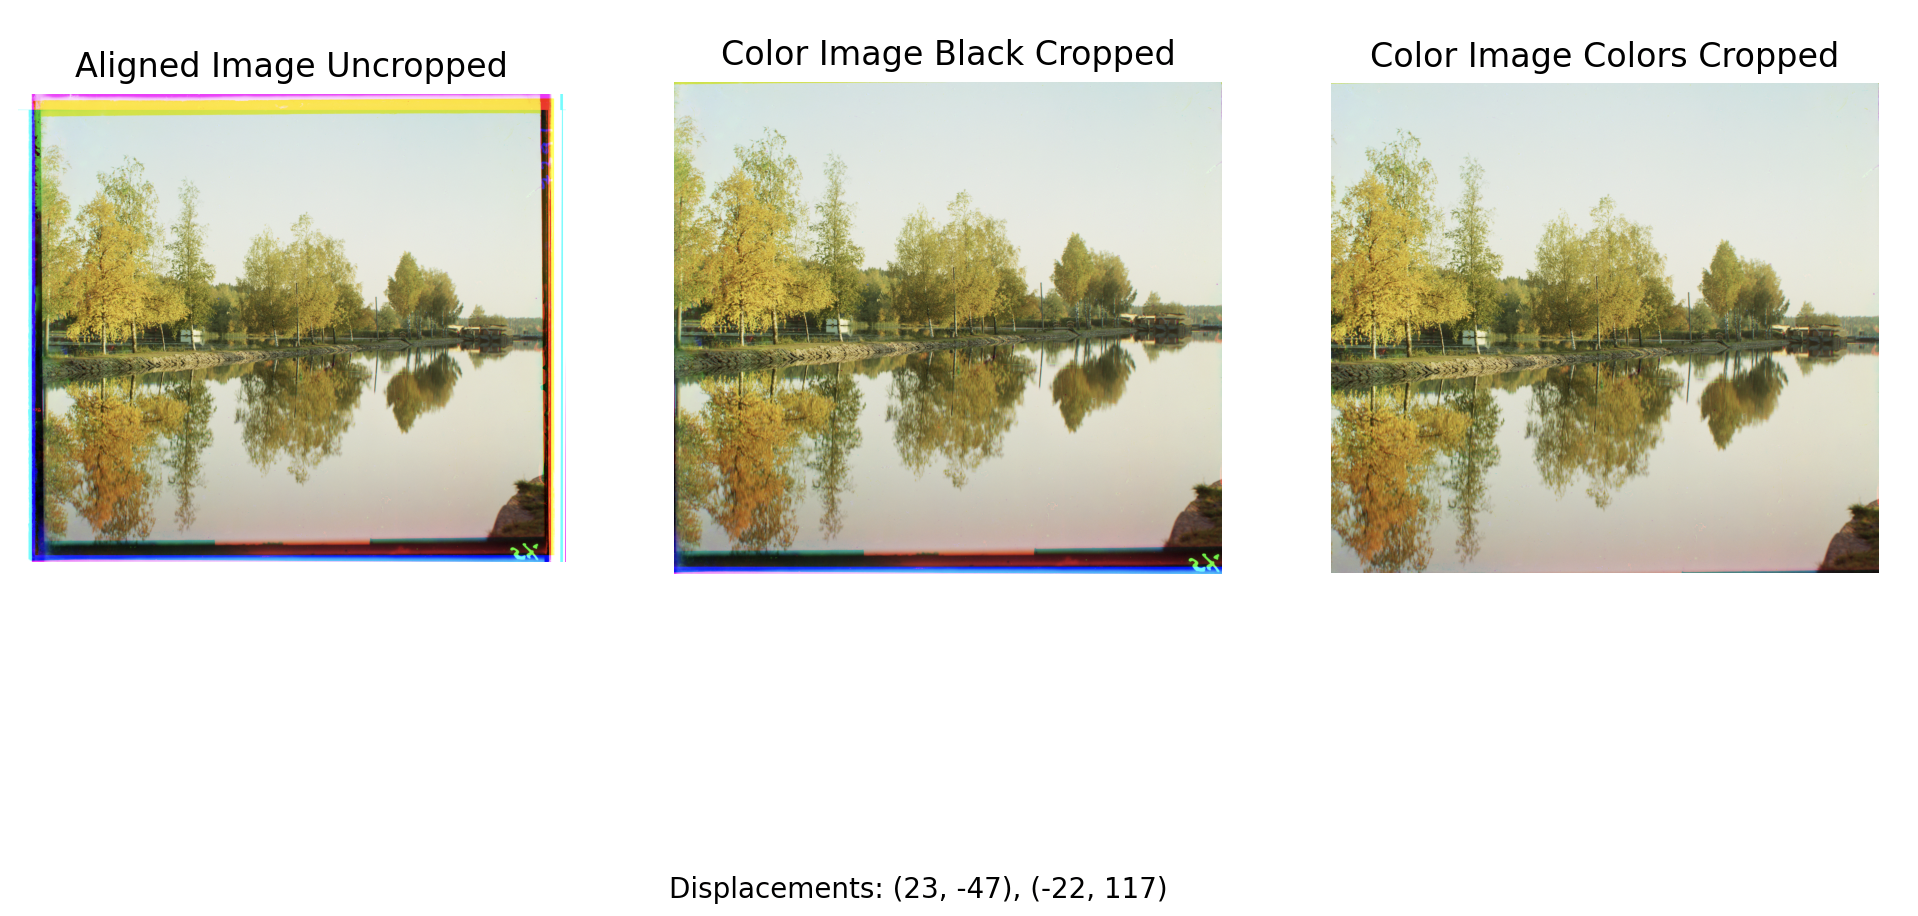 Aligned Image Uncropped
Color Image Black Cropped
Color Image Colors Cropped
Displacements: (23, -47), (-22, 117)